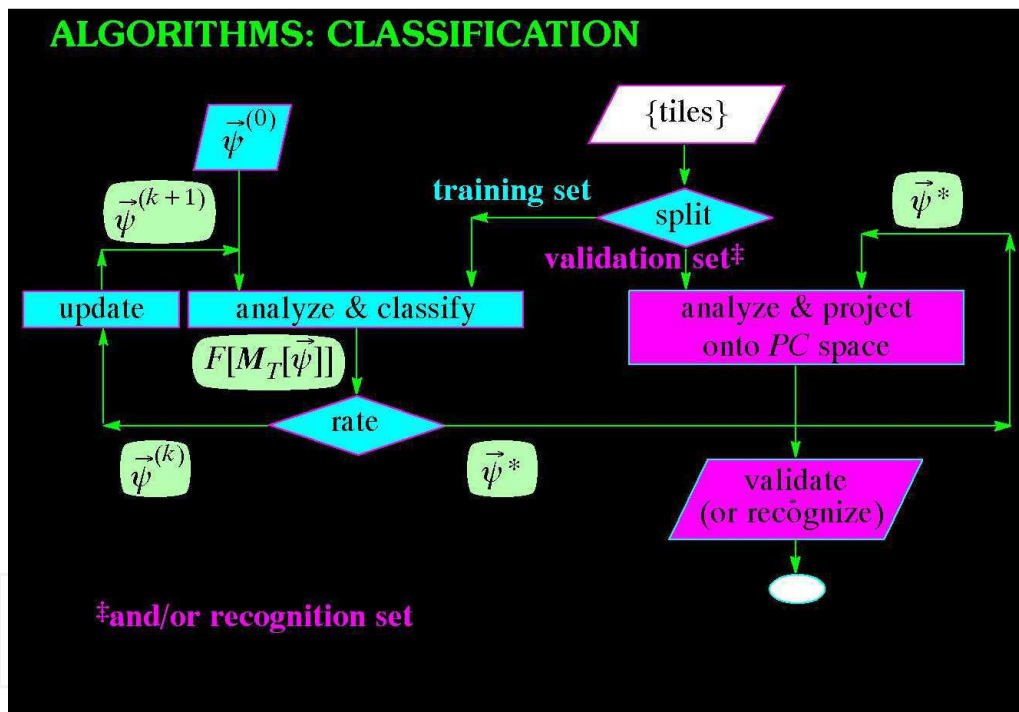 ALGORITHMS: CLASSIFICATION
{tiles}
ψ⃗⁽⁰⁾
training set
split
ψ⃗⁽ᵏ⁺¹⁾
ψ⃗*
validation set‡
update
analyze & classify
analyze & project
onto PC space
F[M_T[ψ⃗]]
rate
ψ⃗⁽ᵏ⁾
ψ⃗*
validate
(or recognize)
‡and/or recognition set